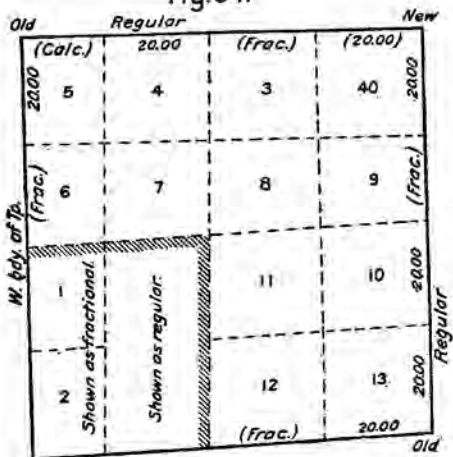 Fig.
Old Regular New
(Calc.) 20.00 (Frac.) (20.00)
20.00 5 4 3 40 20.00
(Frac.) 6 7 8 9 (Frac.)
W. bdy. of Tp.
1 Shown as fractional. Shown as regular. 11 10 20.00
Regular
2 12 13 20.00
(Frac.) 20.00
Old